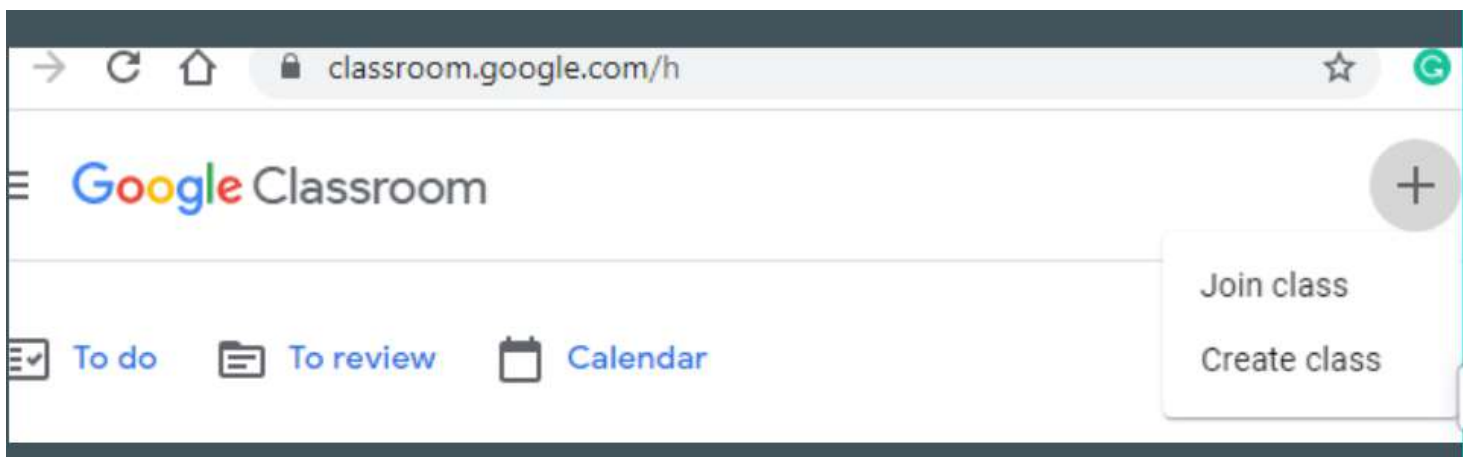 classroom.google.com/h
Google Classroom
Join class
To do To review Calendar
Create class